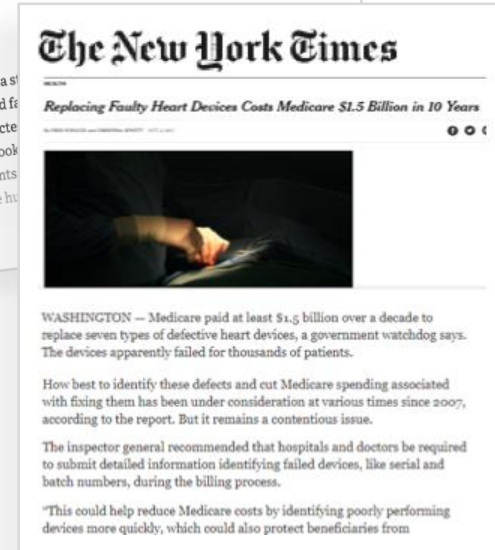 The New York Times
HEALTH
Replacing Faulty Heart Devices Costs Medicare $1.5 Billion in 10 Years
WASHINGTON — Medicare paid at least $1.5 billion over a decade to
replace seven types of defective heart devices, a government watchdog says.
The devices apparently failed for thousands of patients.
How best to identify these defects and cut Medicare spending associated
with fixing them has been under consideration at various times since 2007,
according to the report. But it remains a contentious issue.
The inspector general recommended that hospitals and doctors be required
to submit detailed information identifying failed devices, like serial and
batch numbers, during the billing process.
"This could help reduce Medicare costs by identifying poorly performing
devices more quickly, which could also protect beneficiaries from